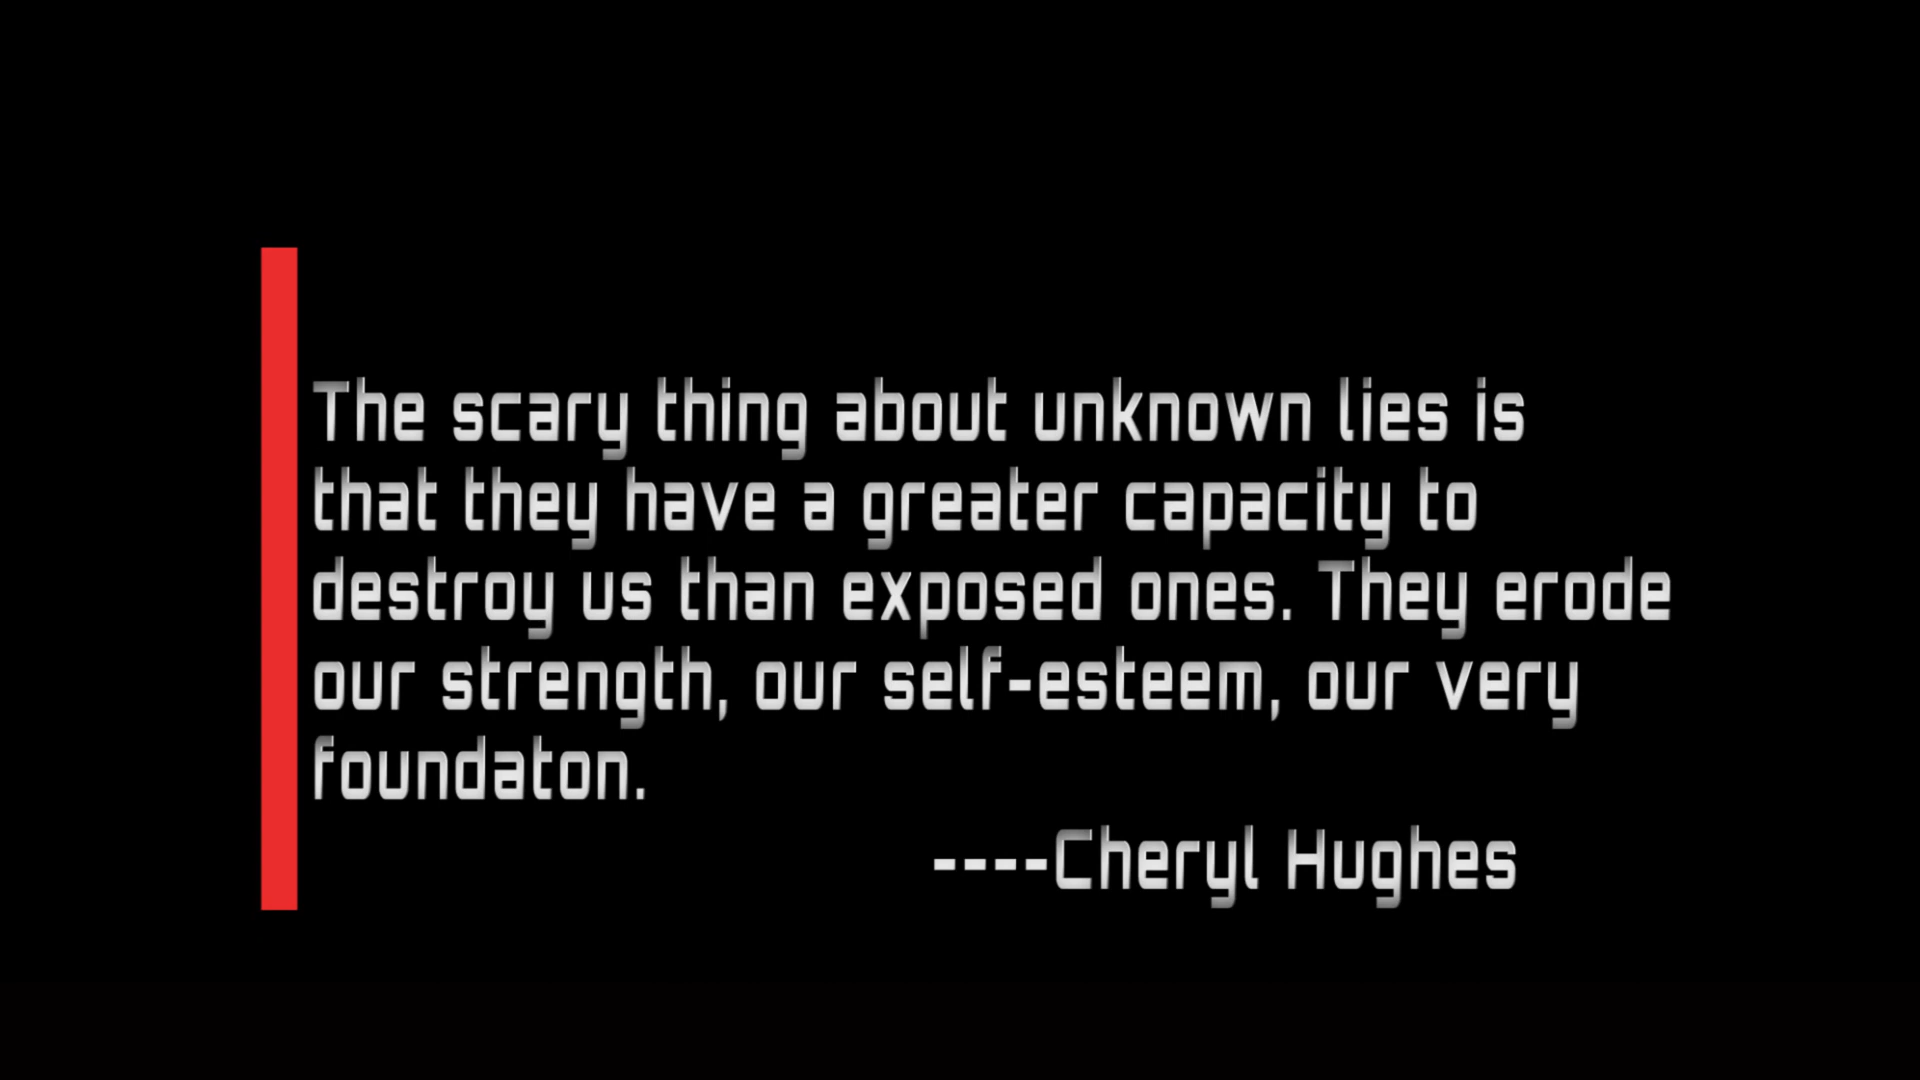 The scary thing about unknown lies is
that they have a greater capacity to
destroy us than exposed ones. They erode
our strength, our self-esteem, our very
foundaton.
----Cheryl Hughes